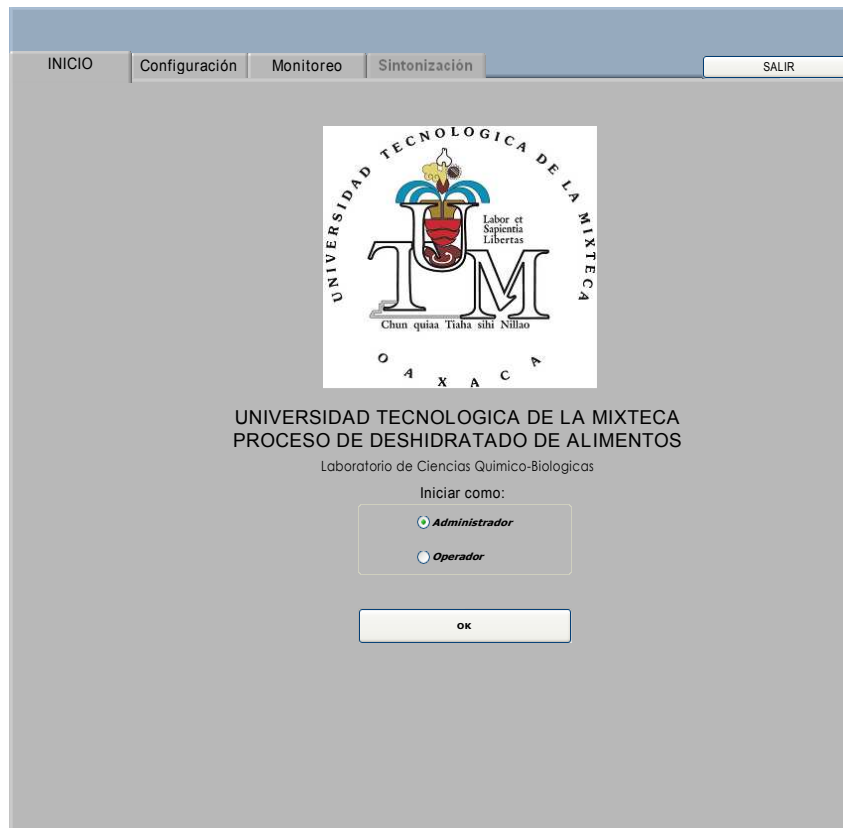 INICIO Configuración Monitoreo Sintonización SALIR
UNIVERSIDAD TECNOLOGICA DE LA MIXTECA
Labor et
Sapientia
Libertas
UTM
Chun quiaa Tiaha sihi Nillao
OAXACA
UNIVERSIDAD TECNOLOGICA DE LA MIXTECA
PROCESO DE DESHIDRATADO DE ALIMENTOS
Laboratorio de Ciencias Quimico-Biologicas
Iniciar como:
Administrador
Operador
OK